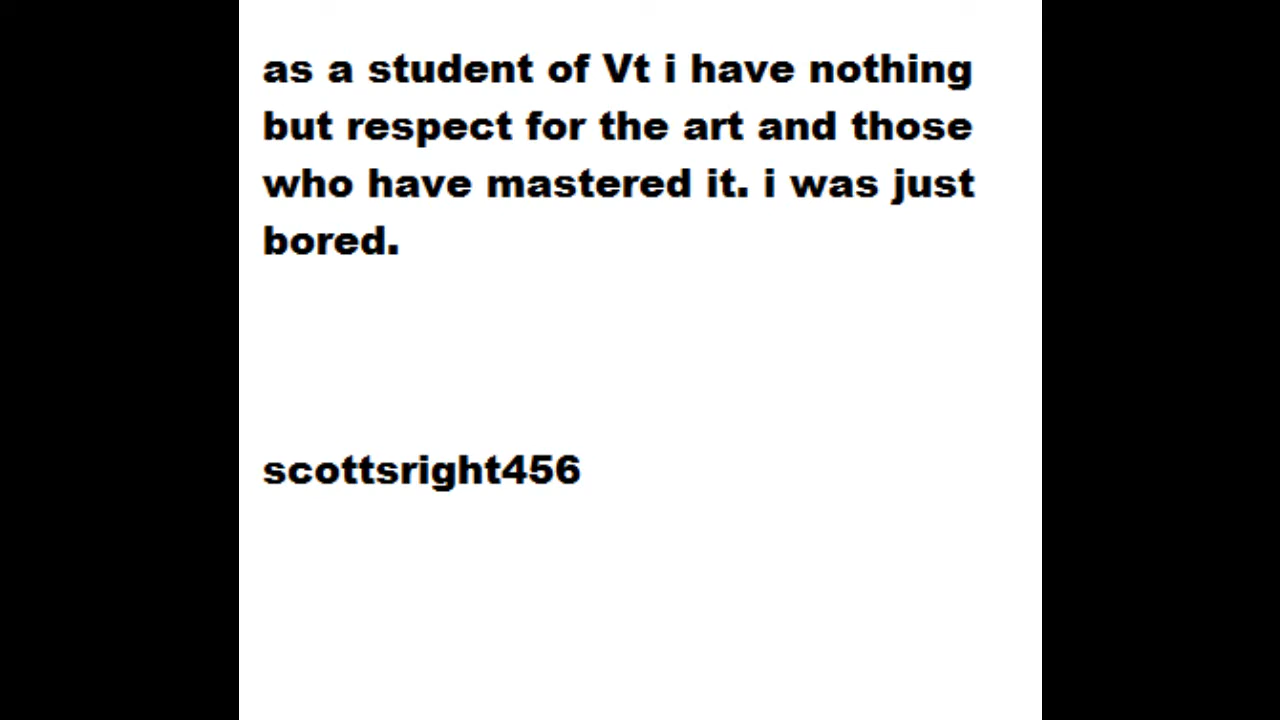 as a student of Vt i have nothing
but respect for the art and those
who have mastered it. i was just
bored.
scottsright456